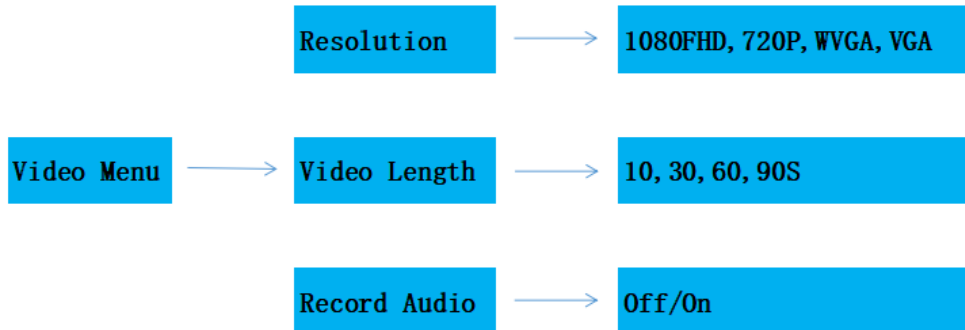 Resolution
1080FHD,720P,WVGA,VGA
Video Menu
Video Length
10,30,60,90S
Record Audio
Off/On